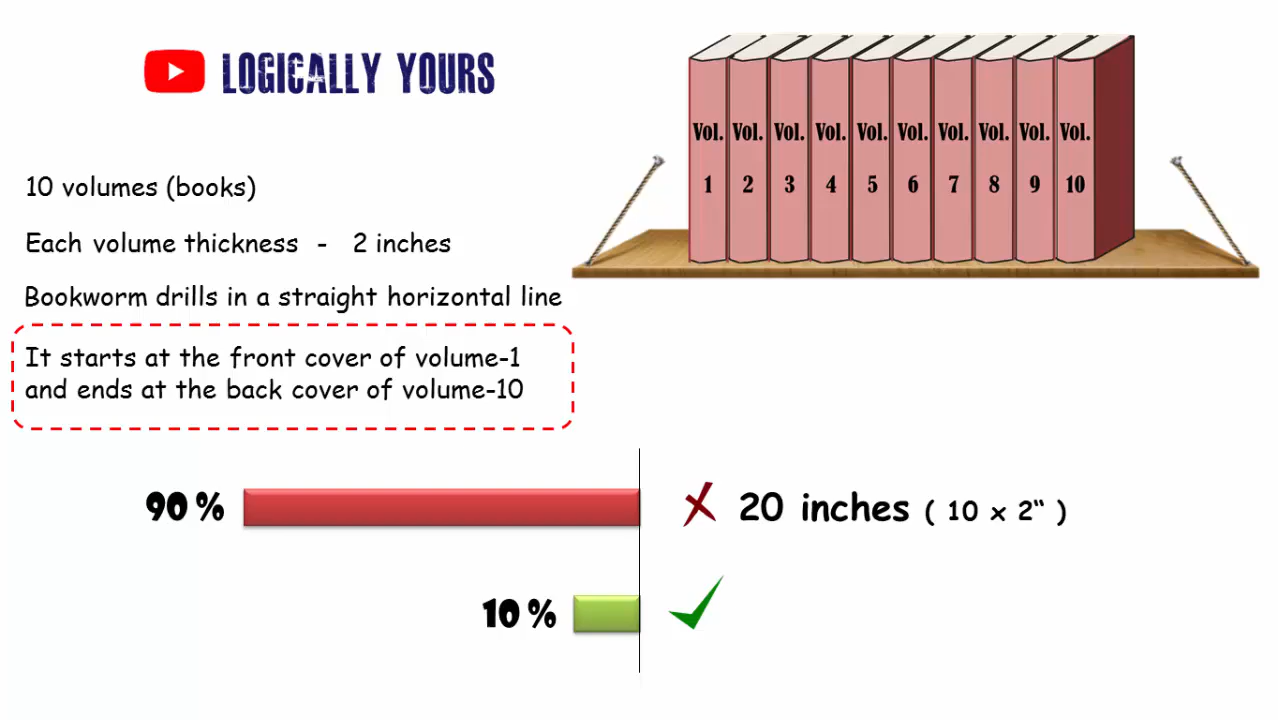 LOGICALLY YOURS
10 volumes (books)
Each volume thickness - 2 inches
Bookworm drills in a straight horizontal line
It starts at the front cover of volume-1
and ends at the back cover of volume-10
Vol. Vol. Vol. Vol. Vol. Vol. Vol. Vol. Vol. Vol.
1 2 3 4 5 6 7 8 9 10
90 % 20 inches ( 10 x 2“ )
10 %